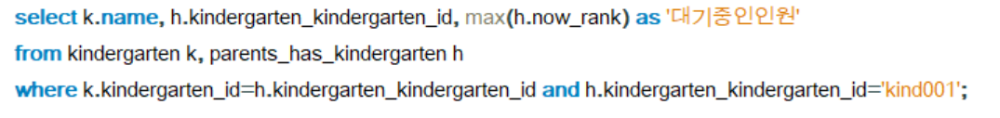 select k.name, h.kindergarten_kindergarten_id, max(h.now_rank) as '대기중인인원'
from kindergarten k, parents_has_kindergarten h
where k.kindergarten_id=h.kindergarten_kindergarten_id and h.kindergarten_kindergarten_id='kind001';